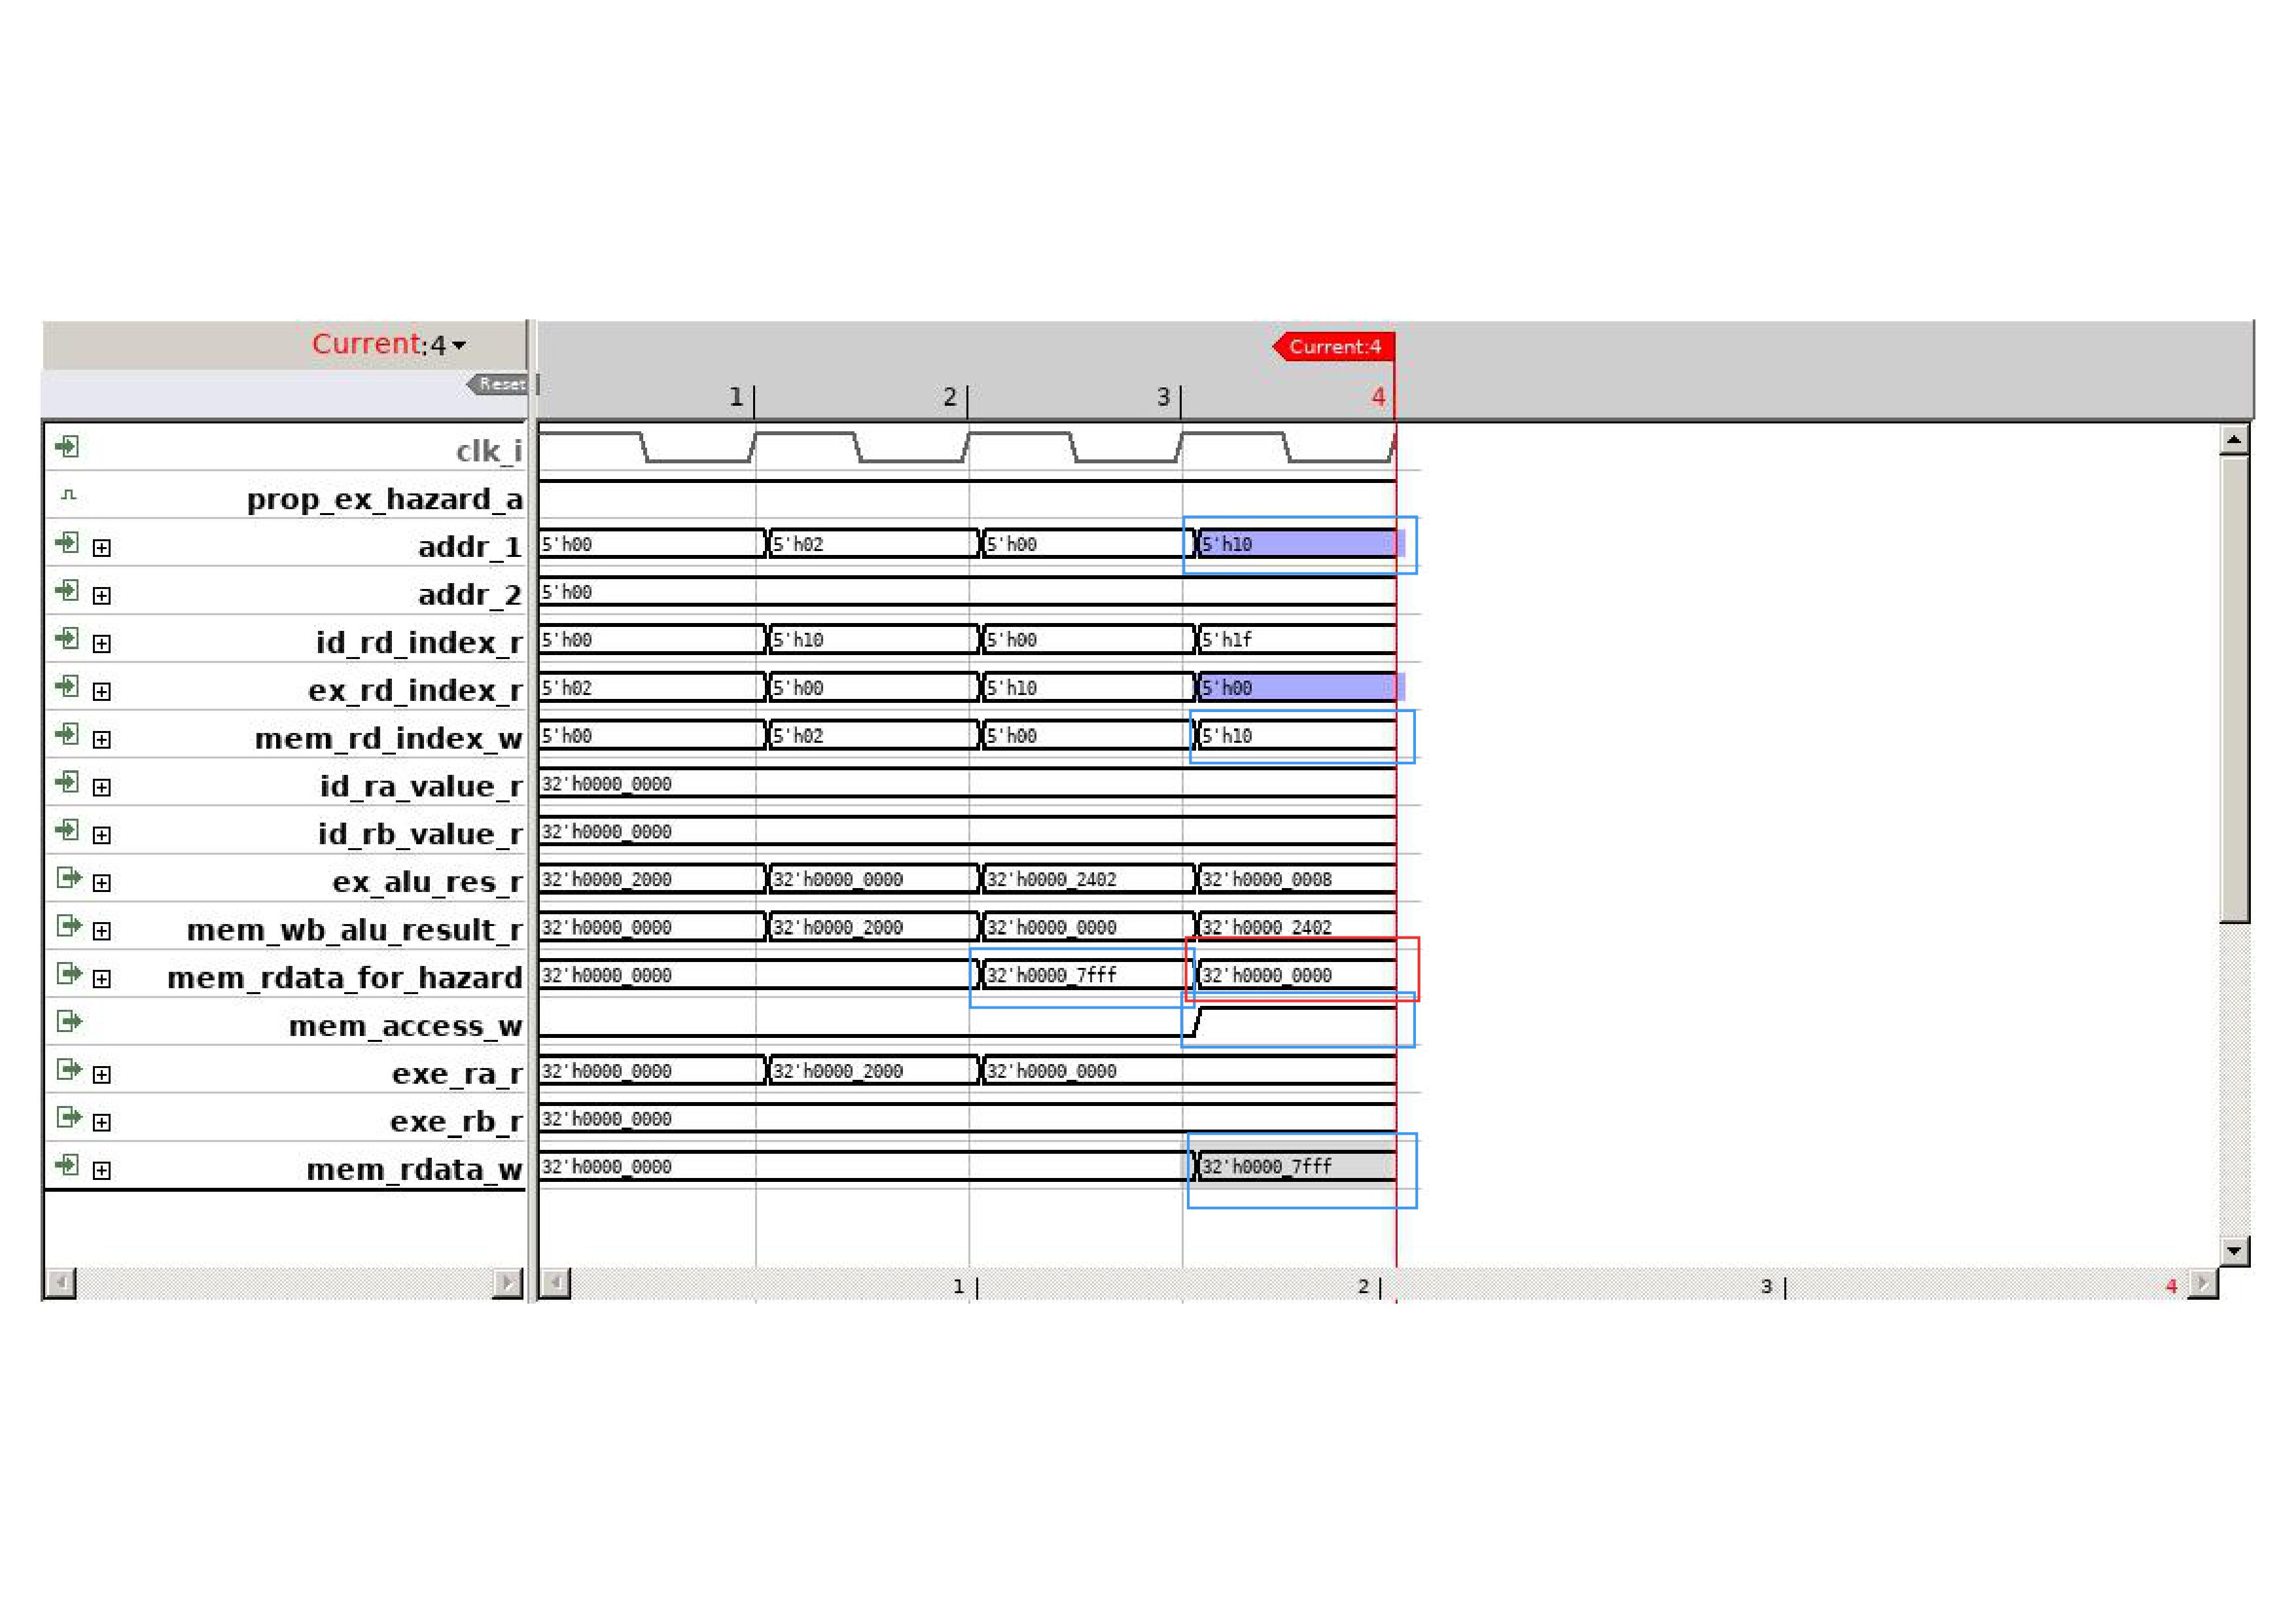 Current:4
Current:4
Reset
1 2 3 4
clk_i
prop_ex_hazard_a
addr_1 5'h00 5'h02 5'h00 5'h10
addr_2 5'h00
id_rd_index_r 5'h00 5'h10 5'h00 5'h1f
ex_rd_index_r 5'h02 5'h00 5'h10 5'h00
mem_rd_index_w 5'h00 5'h02 5'h00 5'h10
id_ra_value_r 32'h0000_0000
id_rb_value_r 32'h0000_0000
ex_alu_res_r 32'h0000_2000 32'h0000_0000 32'h0000_2402 32'h0000_0008
mem_wb_alu_result_r 32'h0000_0000 32'h0000_2000 32'h0000_0000 32'h0000_2402
mem_rdata_for_hazard 32'h0000_0000 32'h0000_7fff 32'h0000_0000
mem_access_w
exe_ra_r 32'h0000_0000 32'h0000_2000 32'h0000_0000
exe_rb_r 32'h0000_0000
mem_rdata_w 32'h0000_0000 32'h0000_7fff
1 2 3 4